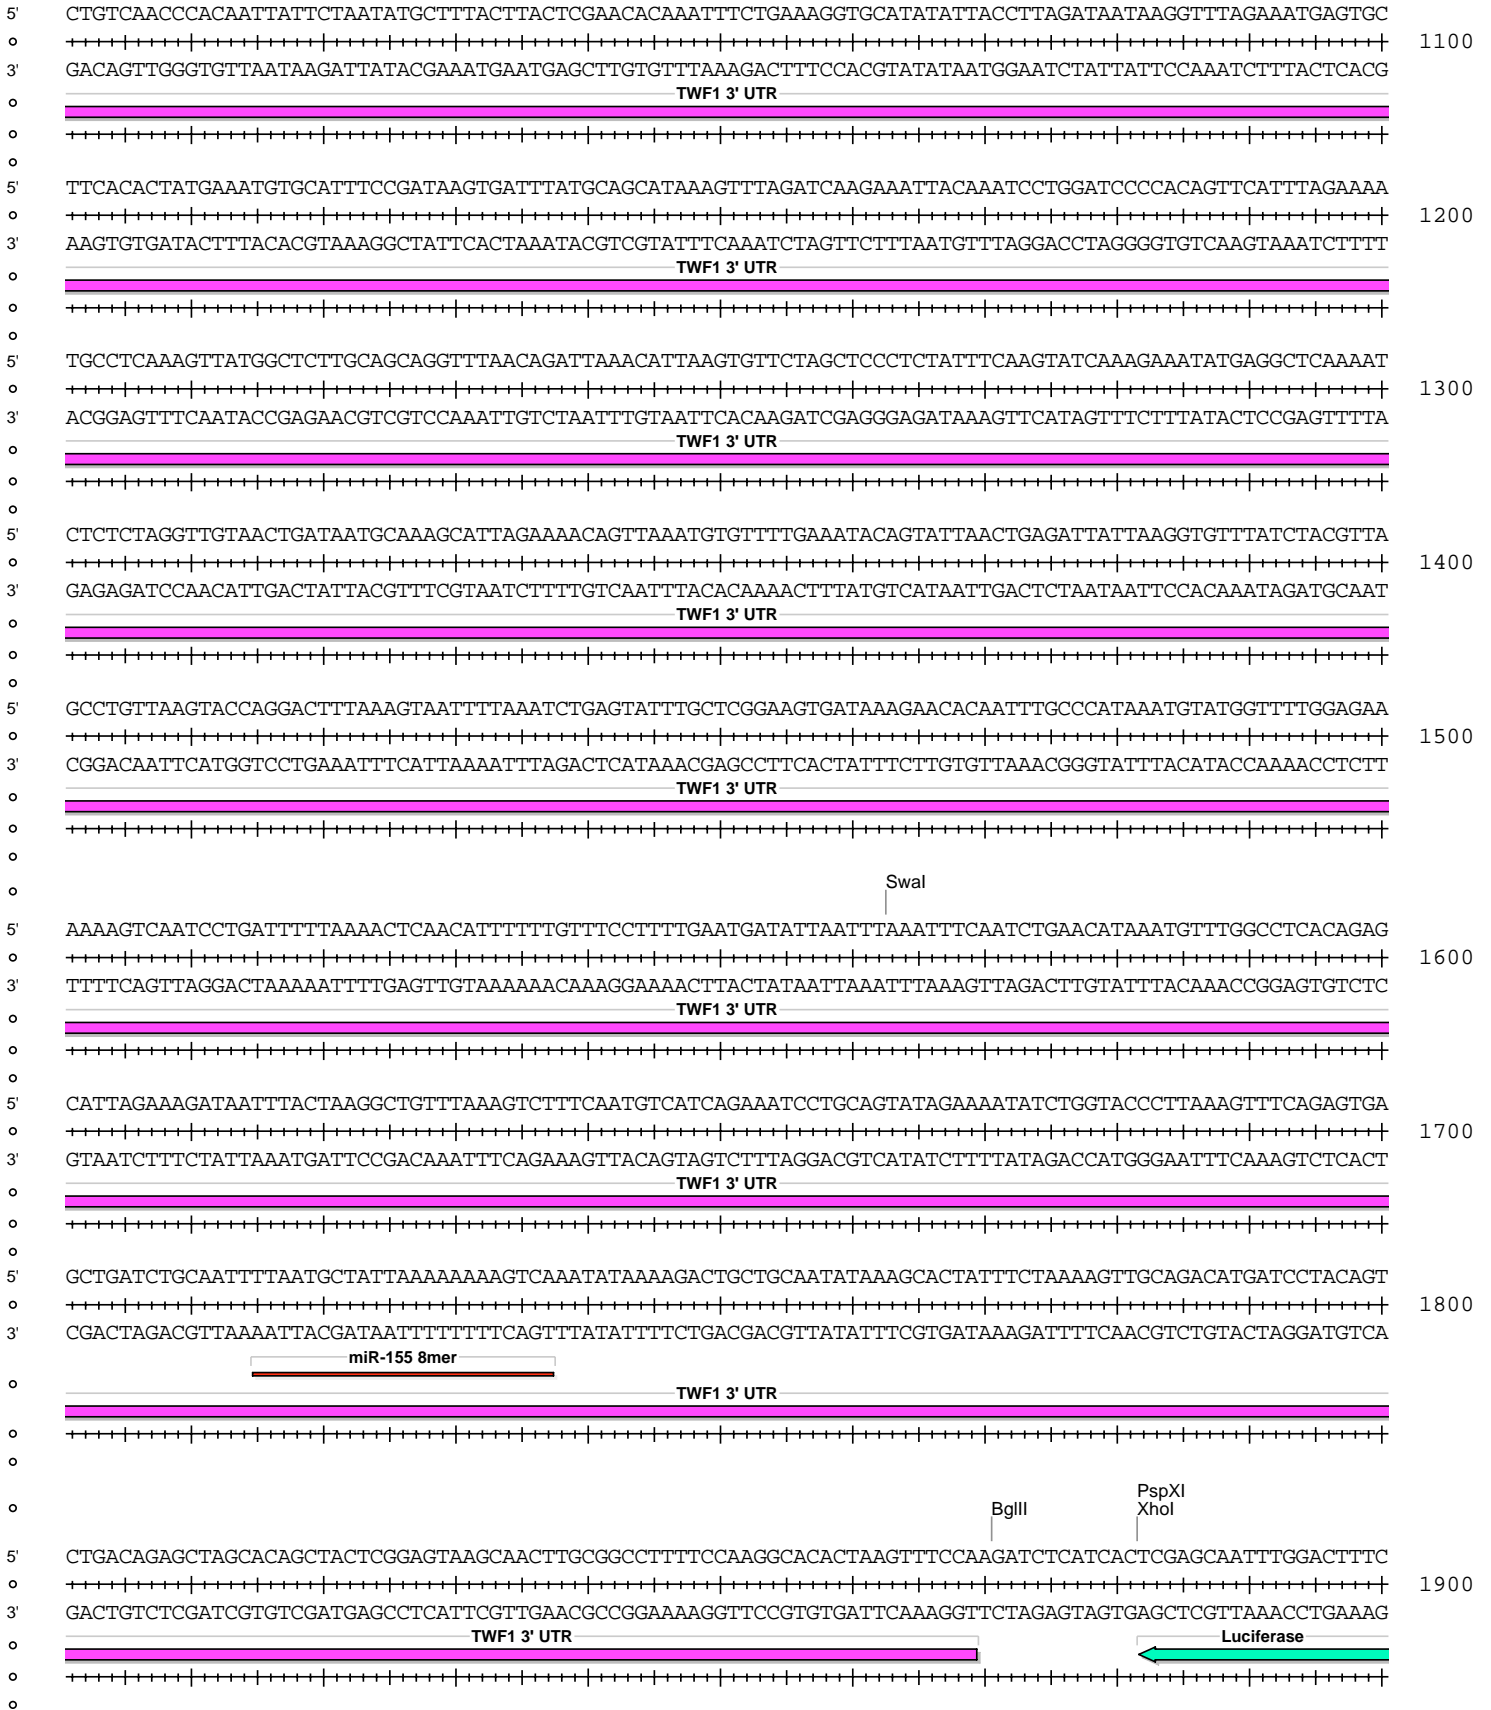 5' CTGTCAACCCACAATTATTCTAATATGCTTTACTTACTCGAACACAAATTTCTGAAAGGTGCATATATTACCTTAGATAATAAGGTTTAGAAATGAGTGC
1100
3' GACAGTTGGGTGTTAATAAGATTATACGAAATGAATGAGCTTGTGTTTAAAGACTTTCCACGTATATAATGGAATCTATTATTCCAAATCTTTACTCACG
TWF1 3' UTR
5' TTCACACTATGAAATGTGCATTTCCGATAAGTGATTTATGCAGCATAAAGTTTAGATCAAGAAATTACAAATCCTGGATCCCCACAGTTCATTTAGAAAA
1200
3' AAGTGTGATACTTTACACGTAAAGGCTATTCACTAAATACGTCGTATTTCAAATCTAGTTCTTTAATGTTTAGGACCTAGGGGTGTCAAGTAAATCTTTT
TWF1 3' UTR
5' TGCCTCAAAGTTATGGCTCTTGCAGCAGGTTTAACAGATTAAACATTAAGTGTTCTAGCTCCCTCTATTTCAAGTATCAAAGAAATATGAGGCTCAAAAT
1300
3' ACGGAGTTTCAATACCGAGAACGTCGTCCAAATTGTCTAATTTGTAATTCACAAGATCGAGGGAGATAAAGTTCATAGTTTCTTTATACTCCGAGTTTTA
TWF1 3' UTR
5' CTCTCTAGGTTGTAACTGATAATGCAAAGCATTAGAAAACAGTTAAATGTGTTTTGAAATACAGTATTAACTGAGATTATTAAGGTGTTTATCTACGTTA
1400
3' GAGAGATCCAACATTGACTATTACGTTTCGTAATCTTTTGTCAATTTACACAAAACTTTATGTCATAATTGACTCTAATAATTCCACAAATAGATGCAAT
TWF1 3' UTR
5' GCCTGTTAAGTACCAGGACTTTAAAGTAATTTTAAATCTGAGTATTTGCTCGGAAGTGATAAAGAACACAATTTGCCCATAAATGTATGGTTTTGGAGAA
1500
3' CGGACAATTCATGGTCCTGAAATTTCATTAAAATTTAGACTCATAAACGAGCCTTCACTATTTCTTGTGTTAAACGGGTATTTACATACCAAAACCTCTT
TWF1 3' UTR
SwaI
5' AAAAGTCAATCCTGATTTTTAAAACTCAACATTTTTTGTTTCCTTTTGAATGATATTAATTTAAATTTCAATCTGAACATAAATGTTTGGCCTCACAGAG
1600
3' TTTTCAGTTAGGACTAAAAATTTTGAGTTGTAAAAAACAAAGGAAAACTTACTATAATTAAATTTAAAGTTAGACTTGTATTTACAAACCGGAGTGTCTC
TWF1 3' UTR
5' CATTAGAAAGATAATTTACTAAGGCTGTTTAAAGTCTTTCAATGTCATCAGAAATCCTGCAGTATAGAAAATATCTGGTACCCTTAAAGTTTCAGAGTGA
1700
3' GTAATCTTTCTATTAAATGATTCCGACAAATTTCAGAAAGTTACAGTAGTCTTTAGGACGTCATATCTTTTATAGACCATGGGAATTTCAAAGTCTCACT
TWF1 3' UTR
5' GCTGATCTGCAATTTTAATGCTATTAAAAAAAAGTCAAATATAAAAGACTGCTGCAATATAAAGCACTATTTCTAAAAGTTGCAGACATGATCCTACAGT
1800
3' CGACTAGACGTTAAAATTACGATAATTTTTTTTCAGTTTATATTTTCTGACGACGTTATATTTCGTGATAAAGATTTTCAACGTCTGTACTAGGATGTCA
miR-155 8mer
TWF1 3' UTR
BglII
PspXI
XhoI
5' CTGACAGAGCTAGCACAGCTACTCGGAGTAAGCAACTTGCGGCCTTTTCCAAGGCACACTAAGTTTCCAAGATCTCATCACTCGAGCAATTTGGACTTTC
1900
3' GACTGTCTCGATCGTGTCGATGAGCCTCATTCGTTGAACGCCGGAAAAGGTTCCGTGTGATTCAAAGGTTCTAGAGTAGTGAGCTCGTTAAACCTGAAAG
TWF1 3' UTR
Luciferase